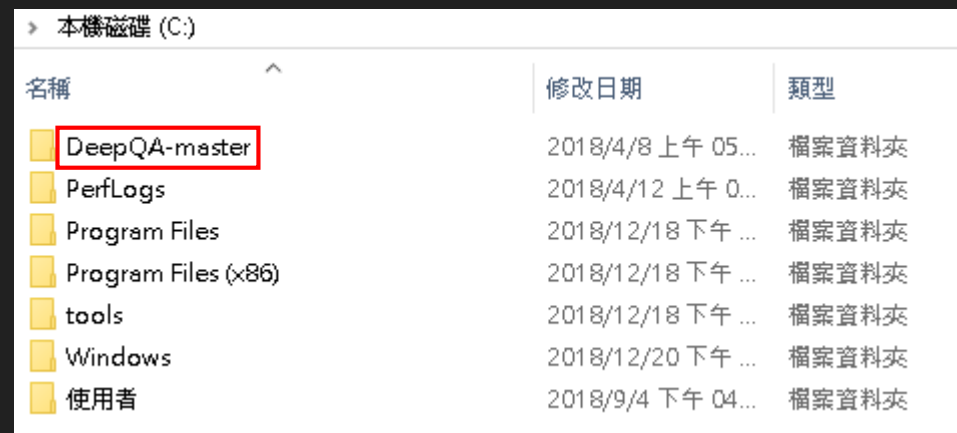 本機磁碟 (C:)
名稱 修改日期 類型
DeepQA-master 2018/4/8 上午 05... 檔案資料夾
PerfLogs 2018/4/12 上午 0... 檔案資料夾
Program Files 2018/12/18 下午 ... 檔案資料夾
Program Files (x86) 2018/12/18 下午 ... 檔案資料夾
tools 2018/12/18 下午 ... 檔案資料夾
Windows 2018/12/20 下午 ... 檔案資料夾
使用者 2018/9/4 下午 04... 檔案資料夾